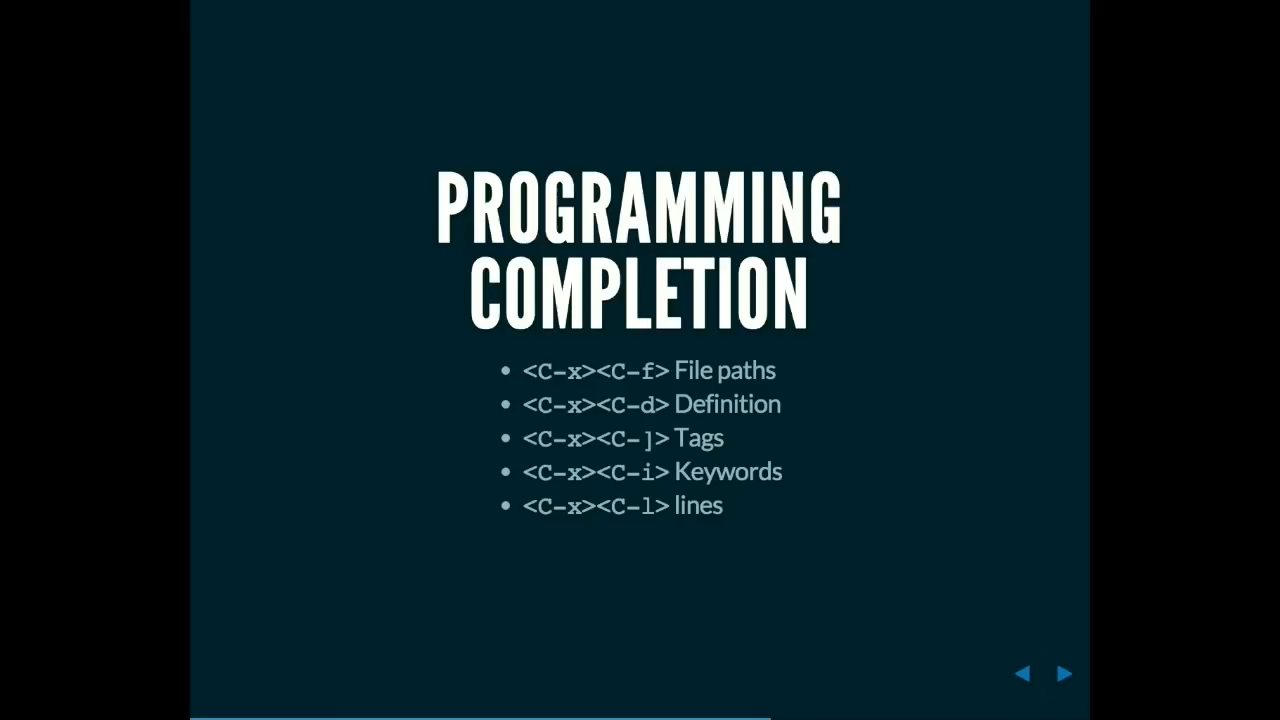 PROGRAMMING
COMPLETION
• <C-x><C-f> File paths
• <C-x><C-d> Definition
• <C-x><C-]> Tags
• <C-x><C-i> Keywords
• <C-x><C-l> lines